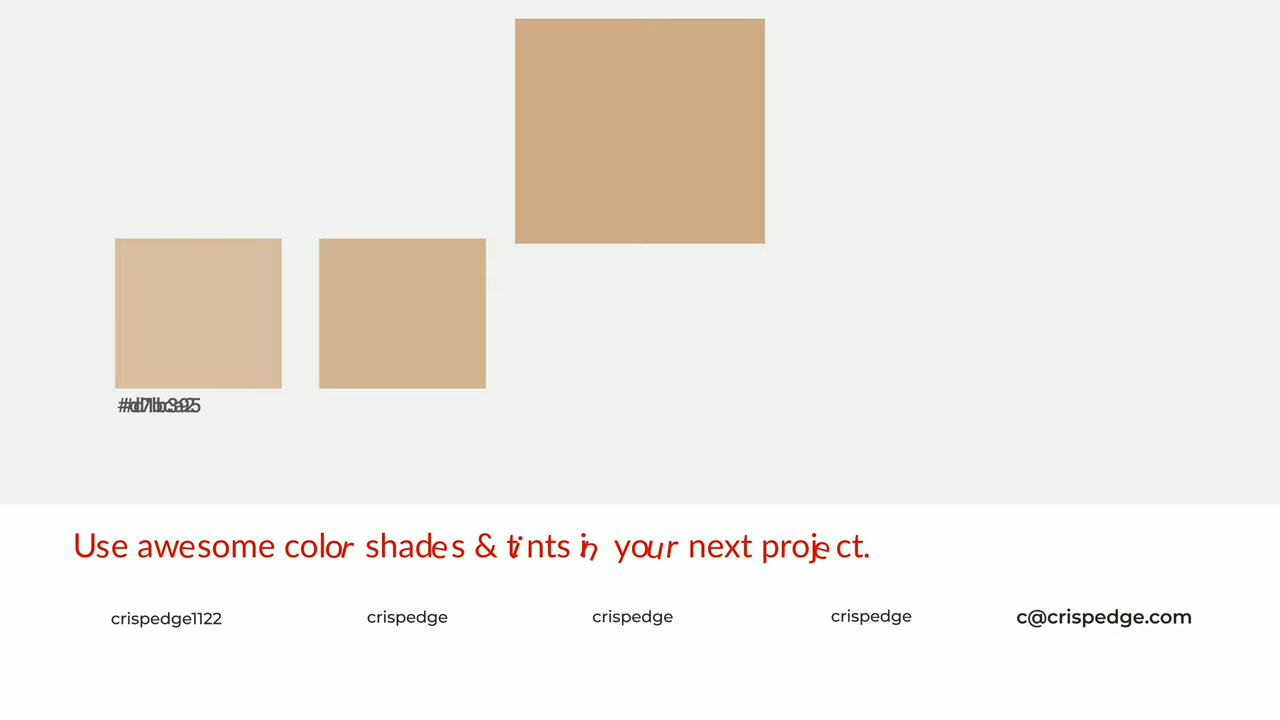 Use awesome color shades & tints in your next project.
crispedge1122 crispedge crispedge crispedge c@crispedge.com